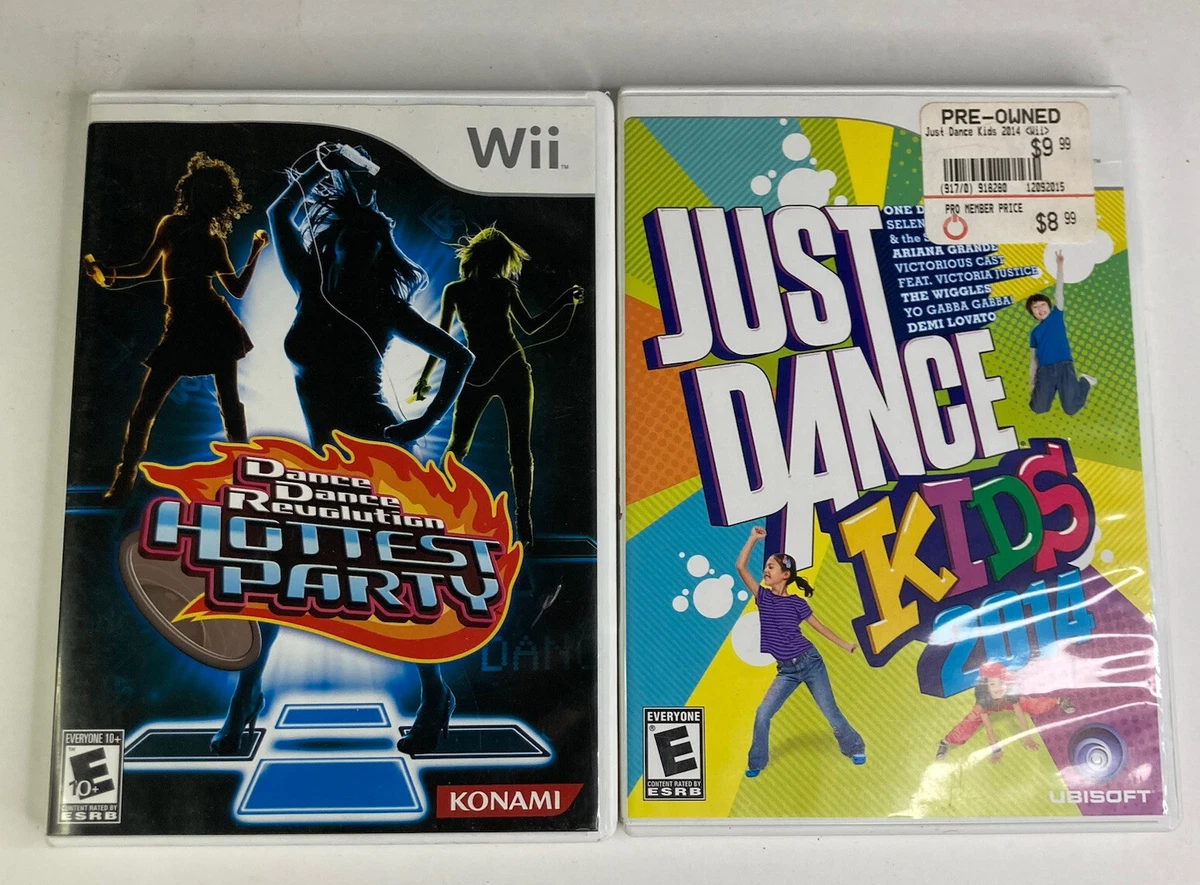 Wii
Dance
Dance
Revolution
HOTTEST
PARTY
DANC
EVERYONE 10+
E
10+
CONTENT RATED BY
ESRB
KONAMI
PRE-OWNED
Just Dance Kids 2014 <Wii>
$9 99
(917/0) 916280 12092015
PRO MEMBER PRICE
$8 99
JUST
DANCE
KIDS
2014
ONE D
SELEN
& the S
ARIANA GRANDE
VICTORIOUS CAST
FEAT. VICTORIA JUSTICE
THE WIGGLES
YO GABBA GABBA
DEMI LOVATO
EVERYONE
E
CONTENT RATED BY
ESRB
UBISOFT